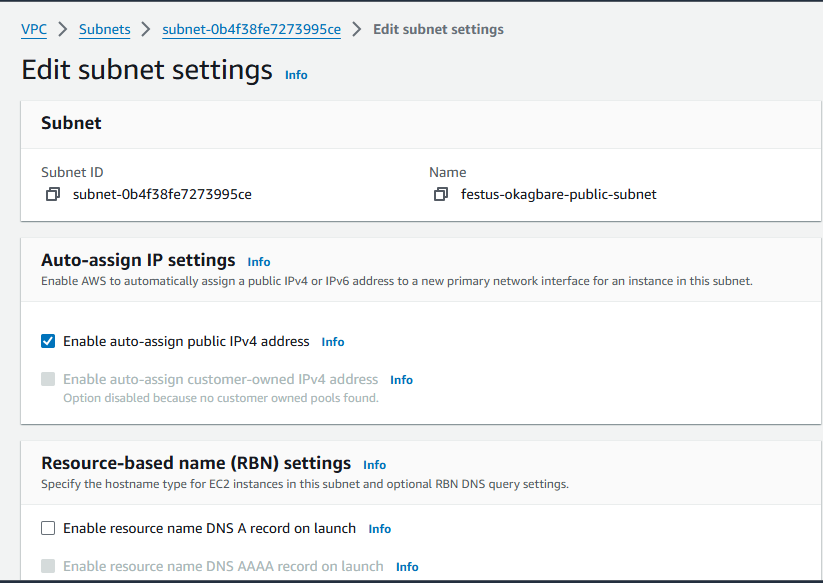 VPC > Subnets > subnet-0b4f38fe7273995ce > Edit subnet settings
Edit subnet settings Info
Subnet
Subnet ID
subnet-0b4f38fe7273995ce
Name
festus-okagbare-public-subnet
Auto-assign IP settings Info
Enable AWS to automatically assign a public IPv4 or IPv6 address to a new primary network interface for an instance in this subnet.
Enable auto-assign public IPv4 address Info
Enable auto-assign customer-owned IPv4 address Info
Option disabled because no customer owned pools found.
Resource-based name (RBN) settings Info
Specify the hostname type for EC2 instances in this subnet and optional RBN DNS query settings.
Enable resource name DNS A record on launch Info
Enable resource name DNS AAAA record on launch Info